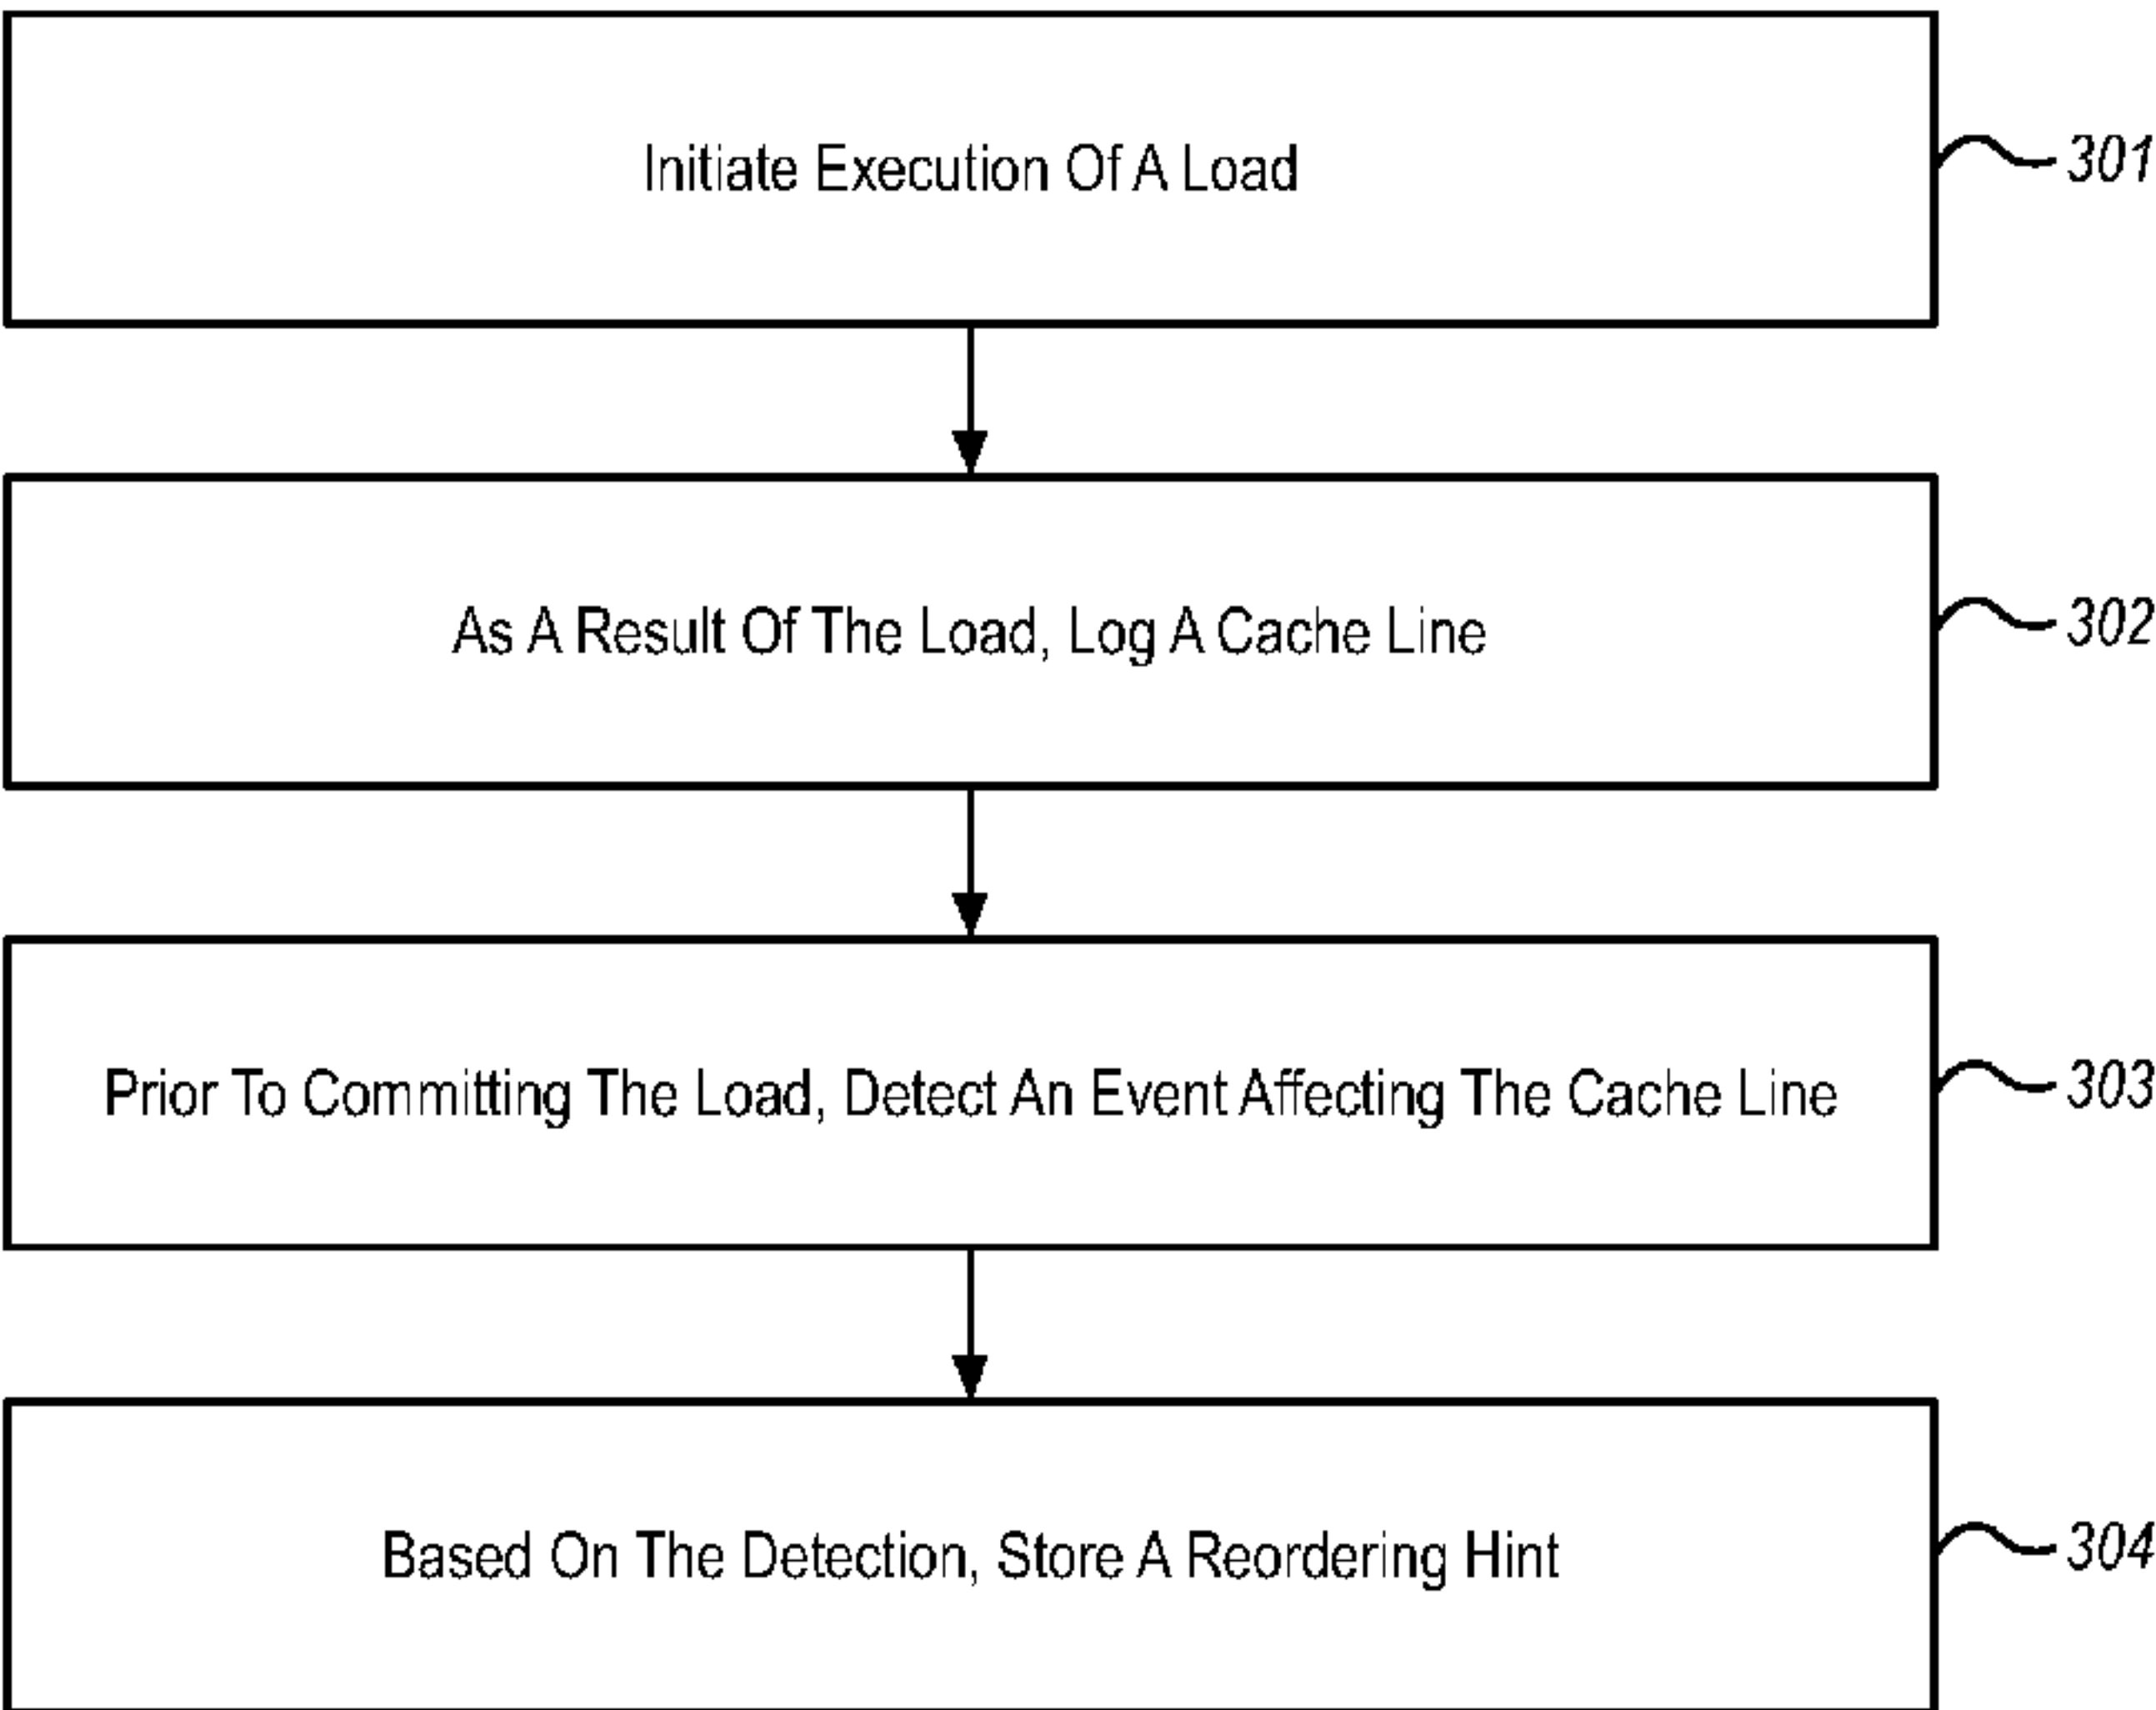 Initiate Execution Of A Load
301
As A Result Of The Load, Log A Cache Line
302
Prior To Committing The Load, Detect An Event Affecting The Cache Line
303
Based On The Detection, Store A Reordering Hint
304